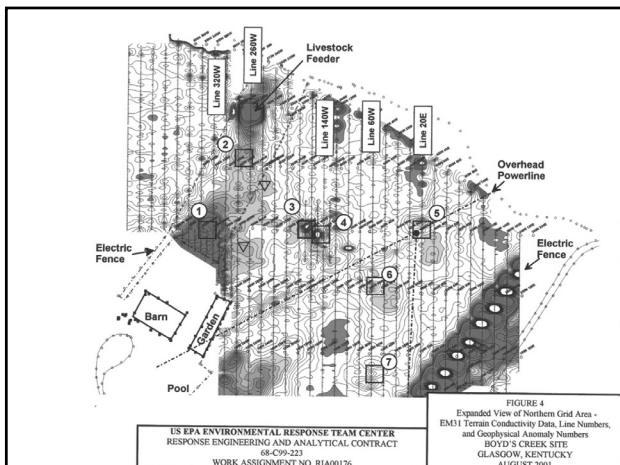 Line 260W
Livestock
Feeder
Line 320W
Line 140W
Line 60W
Line 20E
2
Overhead
Powerline
1
3
4
5
Electric
Fence
Electric
Fence
6
Barn
Garden
7
Pool
FIGURE 4
Expanded View of Northern Grid Area -
EM31 Terrain Conductivity Data, Line Numbers,
and Geophysical Anomaly Numbers
BOYD'S CREEK SITE
GLASGOW, KENTUCKY
AUGUST 2001
US EPA ENVIRONMENTAL RESPONSE TEAM CENTER
RESPONSE ENGINEERING AND ANALYTICAL CONTRACT
68-C99-223
WORK ASSIGNMENT NO. RIA00176